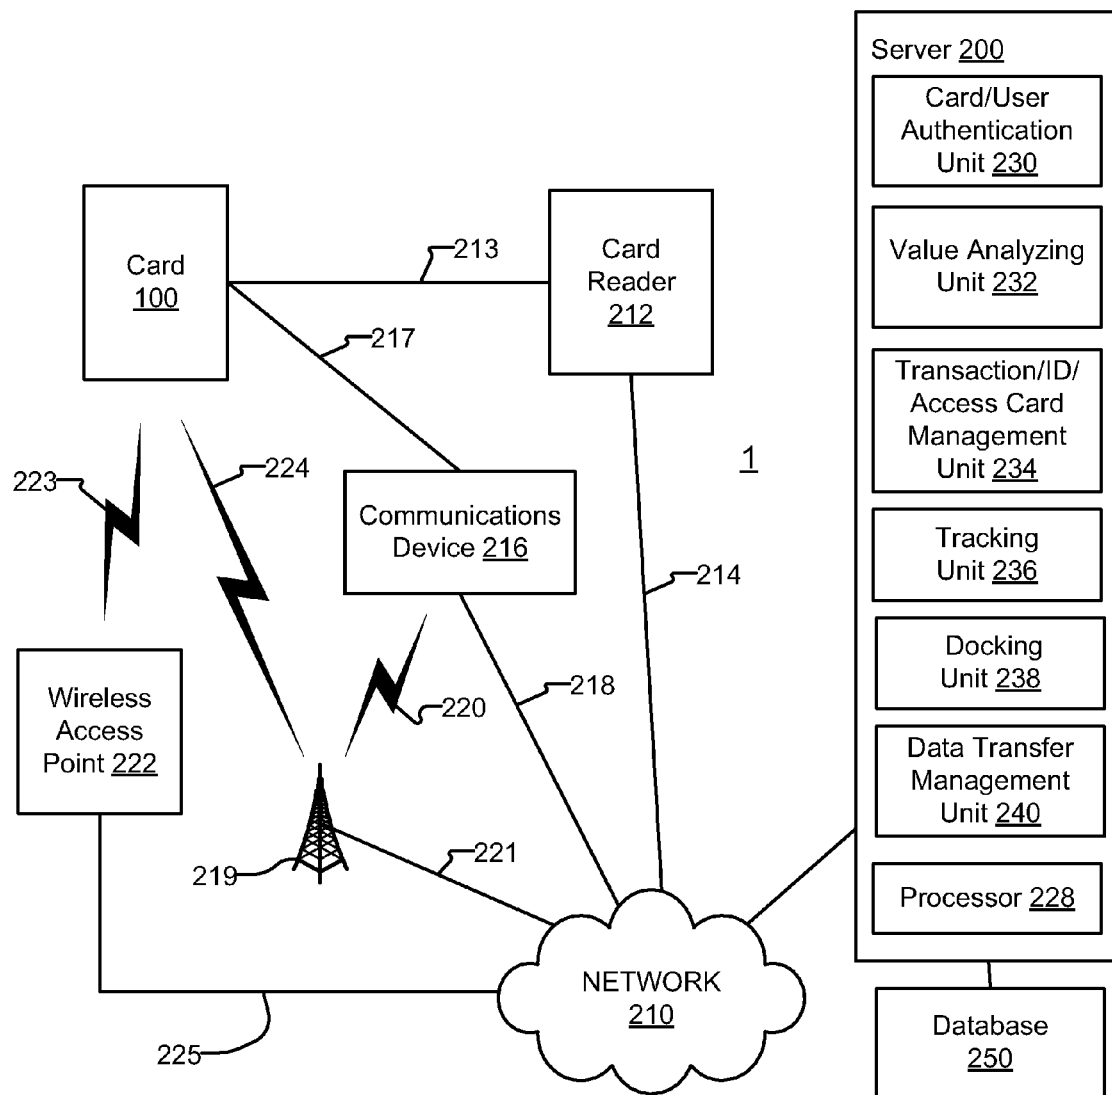 Server 200
Card/User
Authentication
Unit 230
Value Analyzing
Unit 232
Transaction/ID/
Access Card
Management
Unit 234
Tracking
Unit 236
Docking
Unit 238
Data Transfer
Management
Unit 240
Processor 228
Database
250
Card
100
213
Card
Reader
212
217
1
223
224
Communications
Device 216
214
Wireless
Access
Point 222
218
220
219
221
NETWORK
210
225